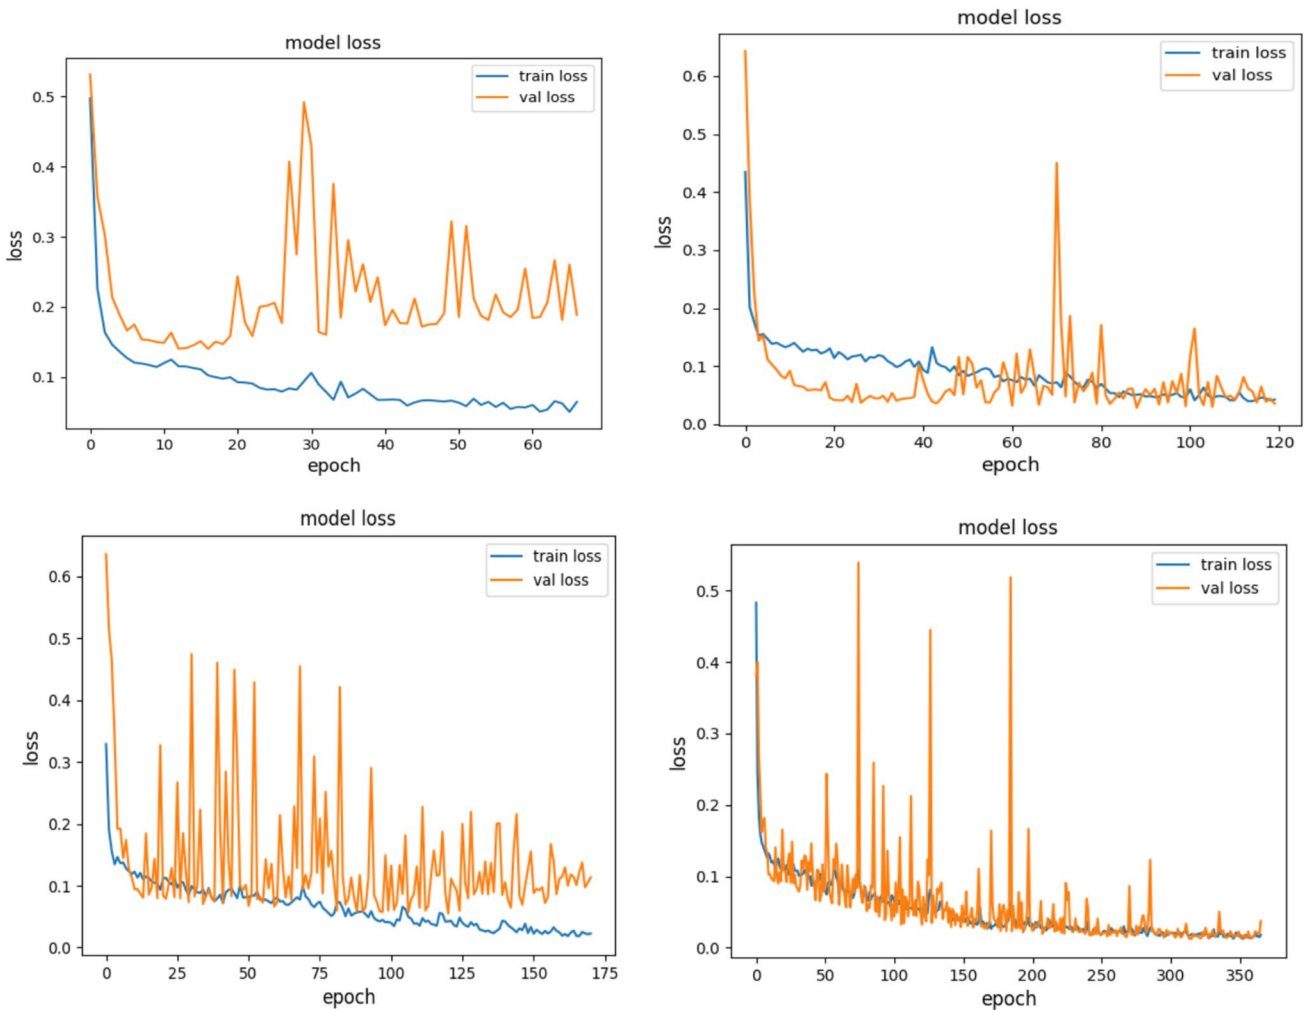 model loss
train loss
val loss
0.5
0.4
0.3
0.2
0.1
loss
0 10 20 30 40 50 60
epoch
model loss
train loss
val loss
0.6
0.5
0.4
0.3
0.2
0.1
0.0
loss
0 20 40 60 80 100 120
epoch
model loss
train loss
val loss
0.6
0.5
0.4
0.3
0.2
0.1
0.0
loss
0 25 50 75 100 125 150 175
epoch
model loss
train loss
val loss
0.5
0.4
0.3
0.2
0.1
0.0
loss
0 50 100 150 200 250 300 350
epoch